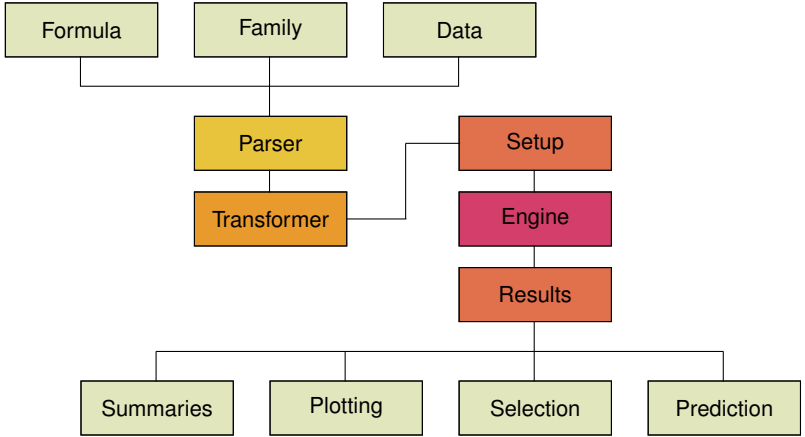 Formula
Family
Data
Parser
Setup
Transformer
Engine
Results
Summaries
Plotting
Selection
Prediction